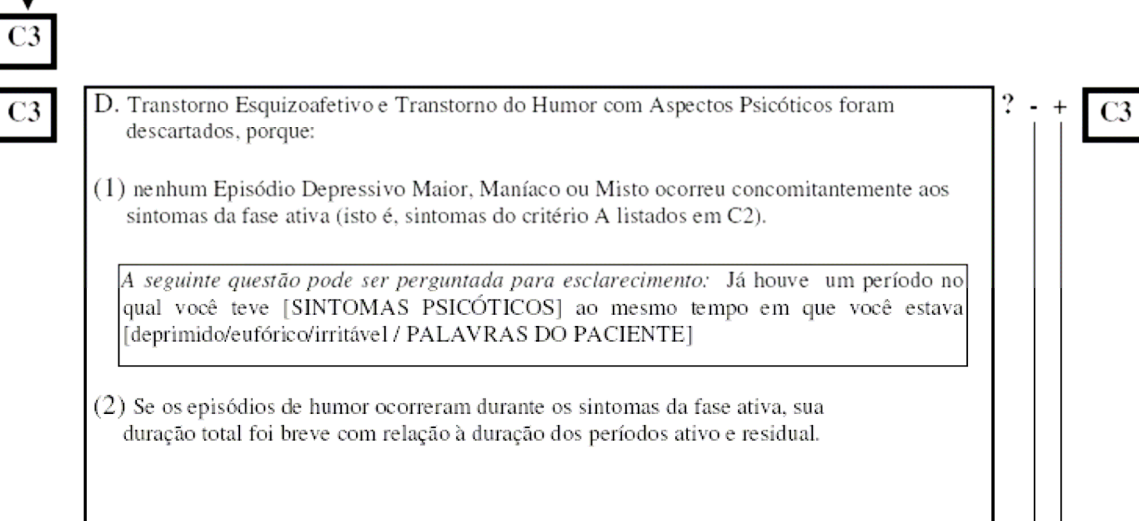 C3
C3
D. Transtorno Esquizoafetivo e Transtorno do Humor com Aspectos Psicóticos foram
descartados, porque:
? - +
C3
(1) nenhum Episódio Depressivo Maior, Maníaco ou Misto ocorreu concomitantemente aos
sintomas da fase ativa (isto é, sintomas do critério A listados em C2).
A seguinte questão pode ser perguntada para esclarecimento: Já houve um período no
qual você teve [SINTOMAS PSICÓTICOS] ao mesmo tempo em que você estava
[deprimido/eufórico/irritável / PALAVRAS DO PACIENTE]
(2) Se os episódios de humor ocorreram durante os sintomas da fase ativa, sua
duração total foi breve com relação à duração dos períodos ativo e residual.